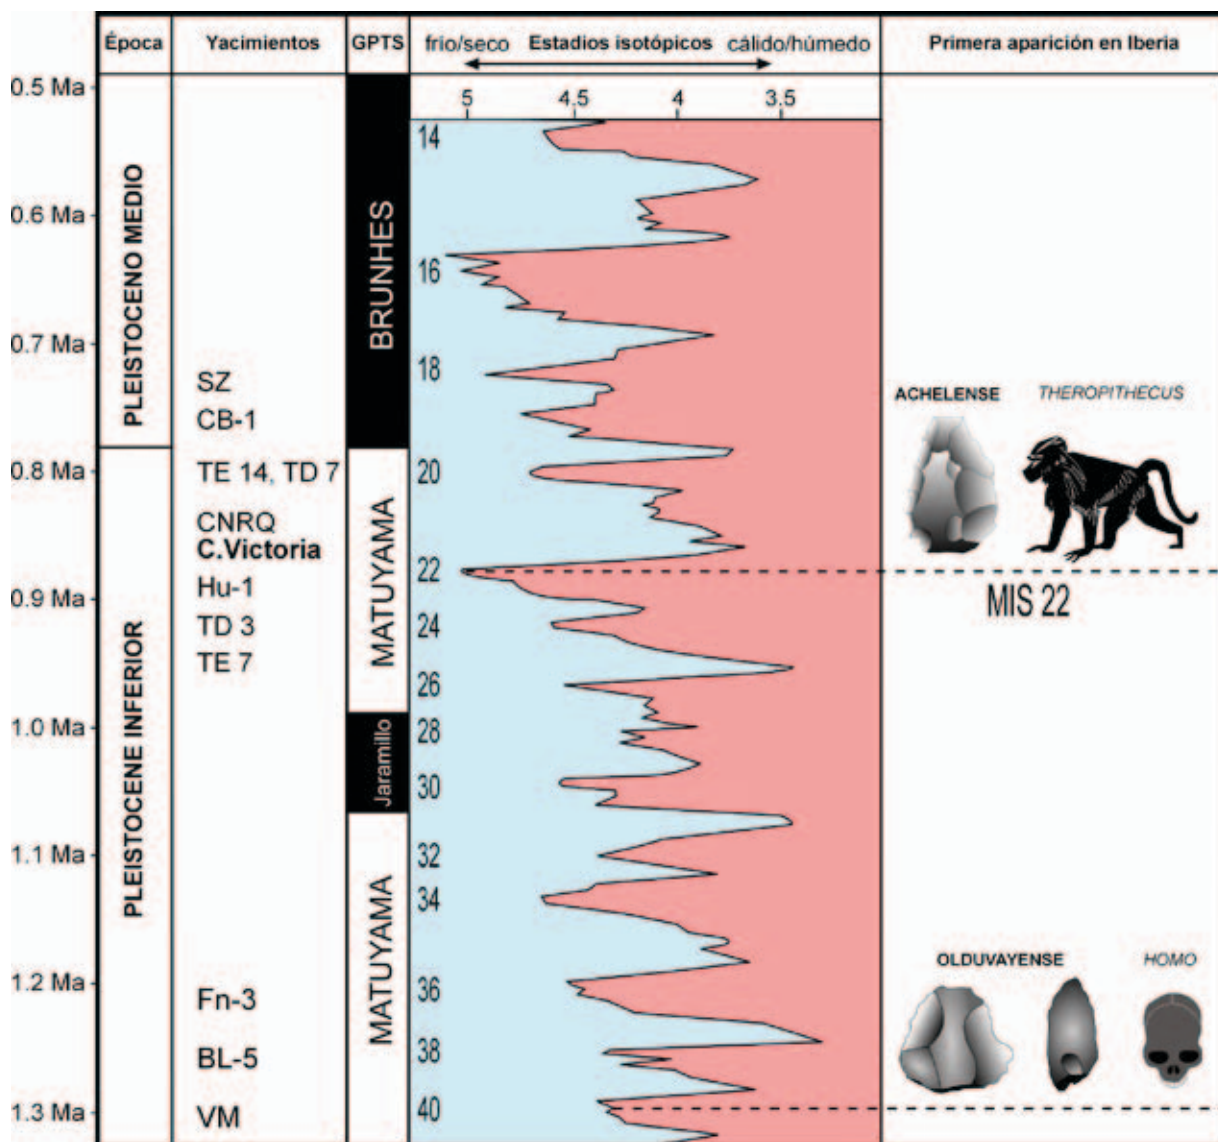 Época
Yacimientos
GPTS
frio/seco
Estadios isotópicos
cálido/húmedo
Primera aparición en Iberia
5
4.5
4
3.5
0.5 Ma
0.6 Ma
0.7 Ma
0.8 Ma
0.9 Ma
1.0 Ma
1.1 Ma
1.2 Ma
1.3 Ma
PLEISTOCENO MEDIO
PLEISTOCENE INFERIOR
SZ
CB-1
TE 14, TD 7
CNRQ
C.Victoria
Hu-1
TD 3
TE 7
Fn-3
BL-5
VM
BRUNHES
MATUYAMA
Jaramillo
MATUYAMA
14
16
18
20
22
24
26
28
30
32
34
36
38
40
ACHELENSE
THEROPITHECUS
MIS 22
OLDUVAYENSE
HOMO